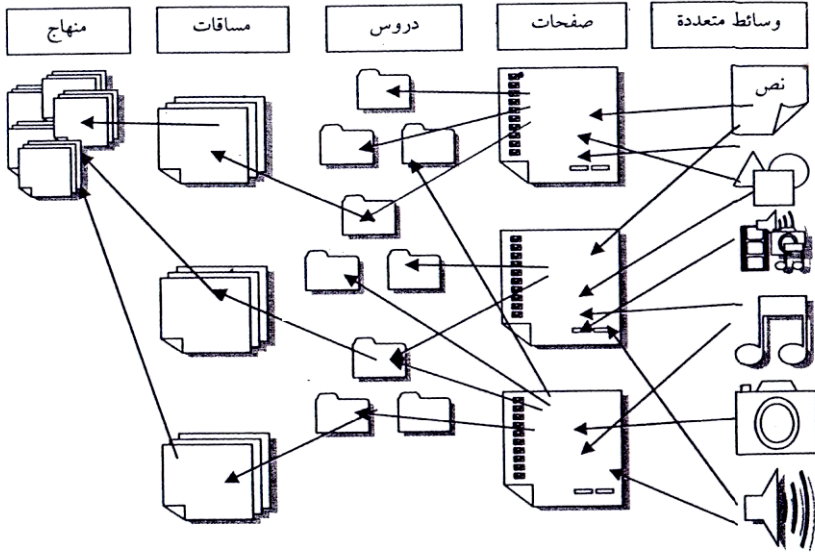 وسائط متعددة
صفحات
دروس
مساقات
منهاج
نص